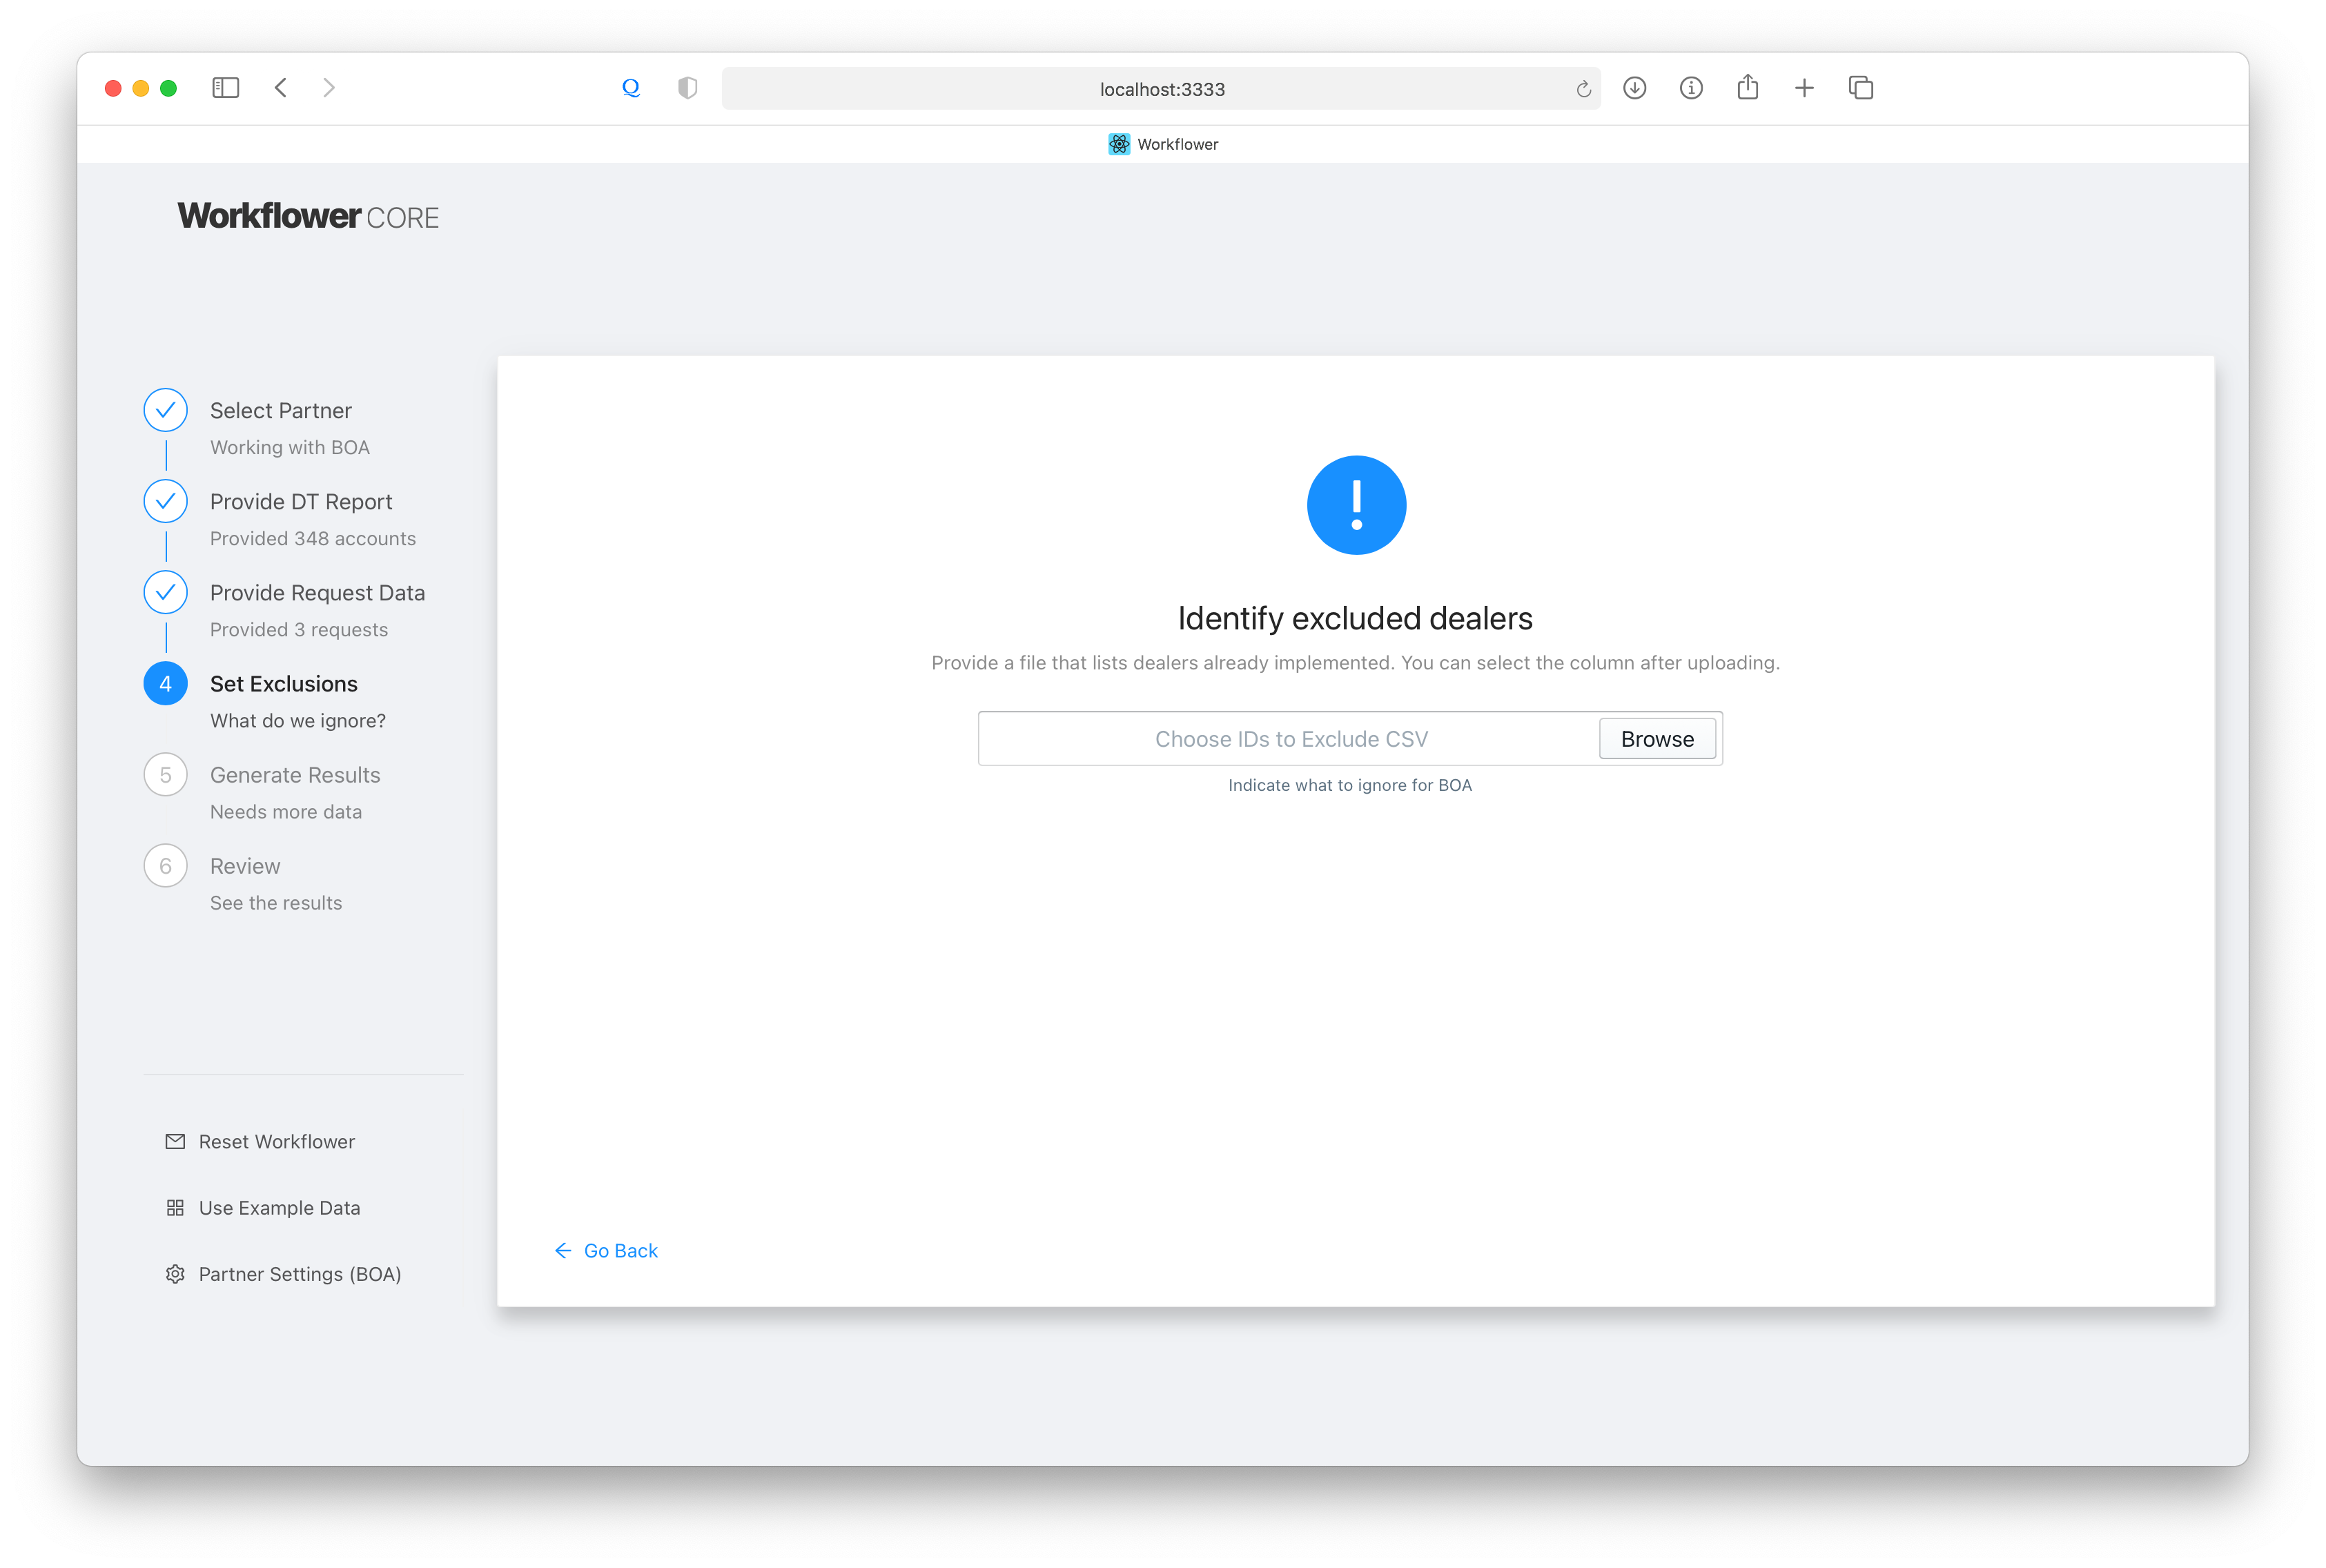 localhost:3333
Workflower
Workflower CORE
Select Partner
Working with BOA
Provide DT Report
Provided 348 accounts
Provide Request Data
Provided 3 requests
4
Set Exclusions
What do we ignore?
5
Generate Results
Needs more data
6
Review
See the results
Reset Workflower
Use Example Data
Partner Settings (BOA)
!
Identify excluded dealers
Provide a file that lists dealers already implemented. You can select the column after uploading.
Choose IDs to Exclude CSV
Browse
Indicate what to ignore for BOA
Go Back